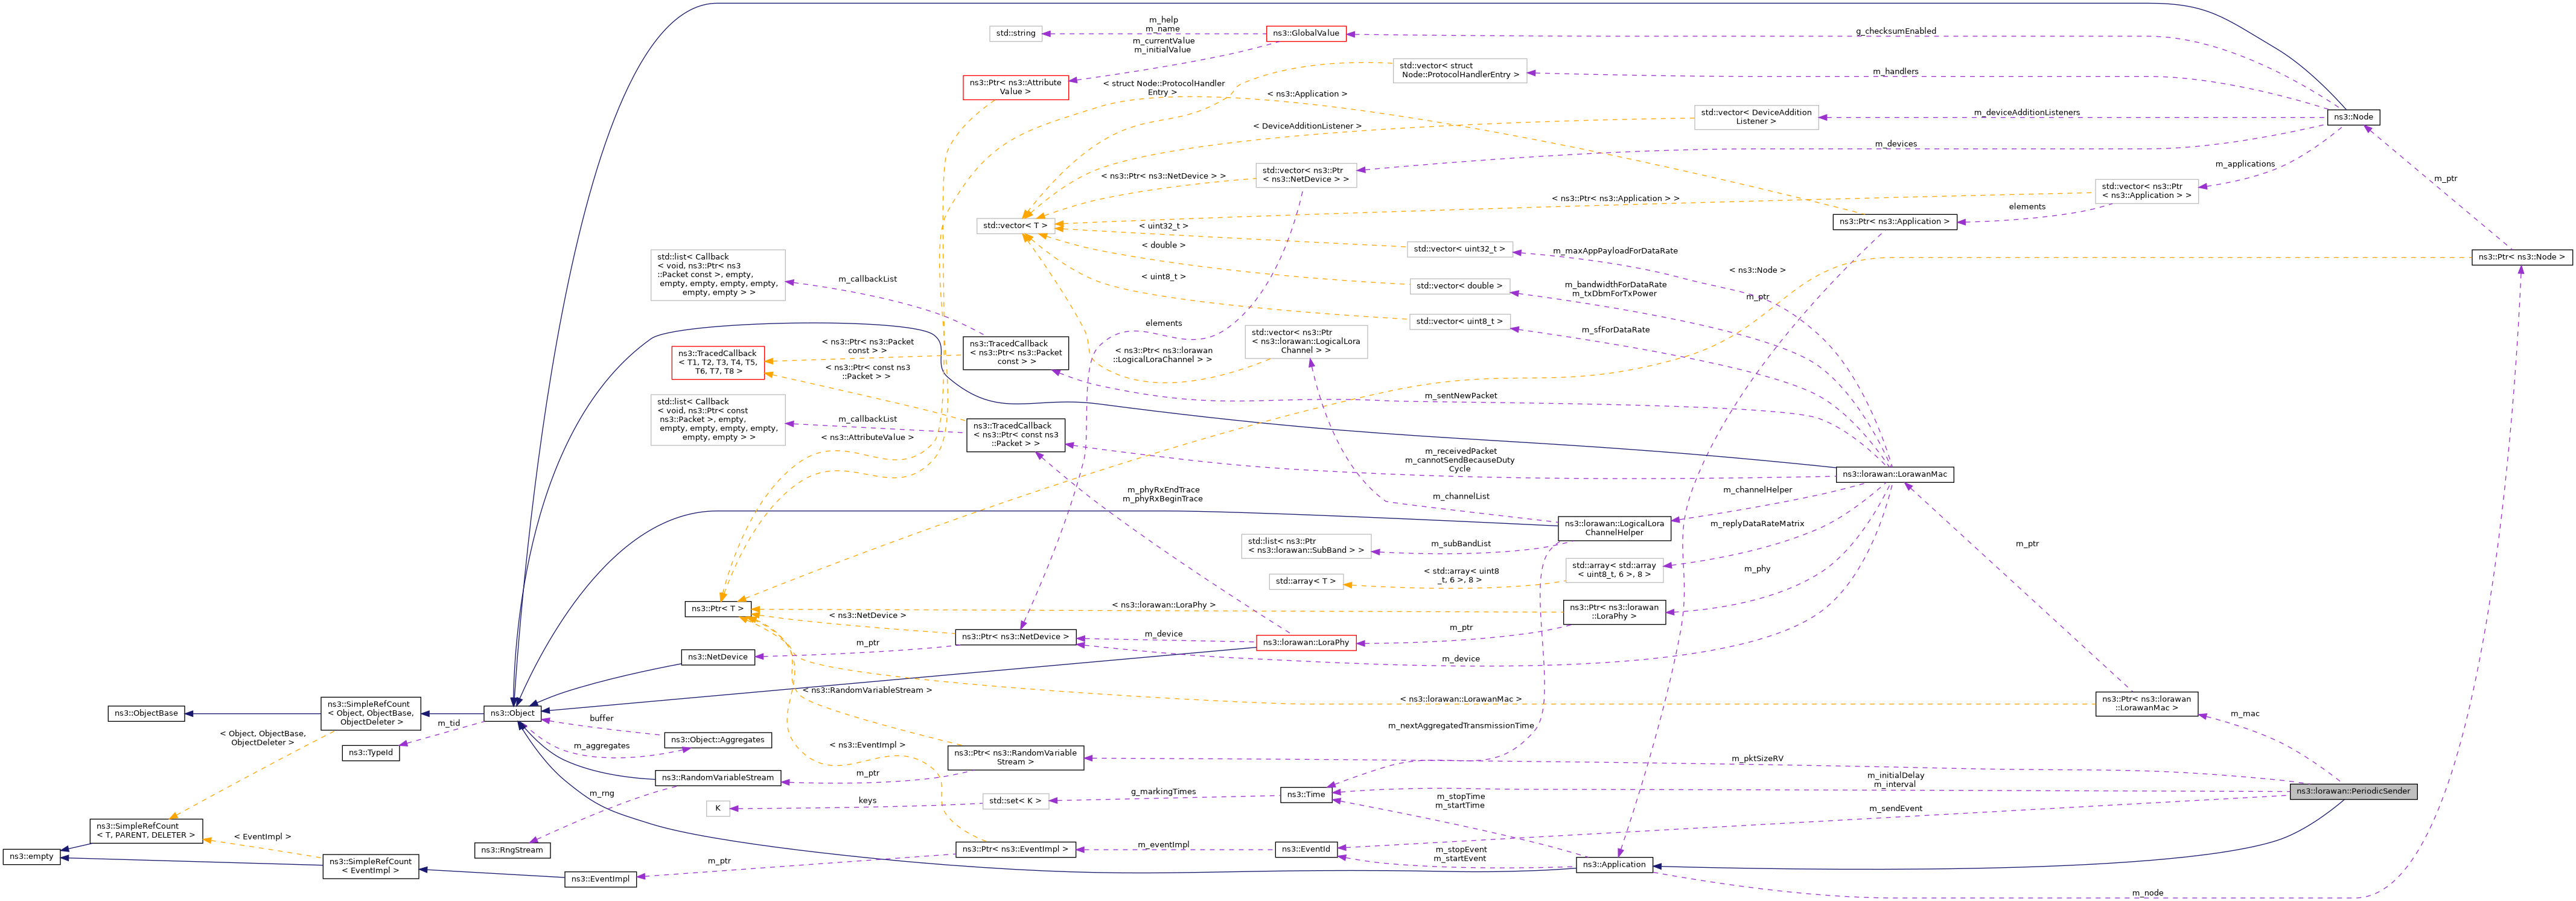 m_help
m_name
std::string
ns3::GlobalValue
g_checksumEnabled
m_currentValue
m_initialValue
std::vector< struct
Node::ProtocolHandlerEntry >
m_handlers
ns3::Ptr< ns3::Attribute
Value >
< struct Node::ProtocolHandler
Entry >
< ns3::Application >
std::vector< DeviceAddition
Listener >
m_deviceAdditionListeners
ns3::Node
< DeviceAdditionListener >
m_devices
std::vector< ns3::Ptr
< ns3::NetDevice > >
< ns3::Ptr< ns3::NetDevice > >
m_applications
m_ptr
std::vector< ns3::Ptr
< ns3::Application > >
< ns3::Ptr< ns3::Application > >
elements
std::vector< T >
< uint32_t >
ns3::Ptr< ns3::Application >
std::list< Callback
< void, ns3::Ptr< ns3
::Packet const >, empty,
empty, empty, empty, empty,
empty, empty > >
m_callbackList
< double >
std::vector< uint32_t >
m_maxAppPayloadForDataRate
ns3::Ptr< ns3::Node >
< ns3::Node >
< uint8_t >
std::vector< double >
m_bandwidthForDataRate
m_txDbmForTxPower
m_ptr
elements
std::vector< uint8_t >
m_sfForDataRate
std::vector< ns3::Ptr
< ns3::lorawan::LogicalLora
Channel > >
ns3::TracedCallback
< T1, T2, T3, T4, T5,
T6, T7, T8 >
< ns3::Ptr< ns3::Packet
const > >
ns3::TracedCallback
< ns3::Ptr< ns3::Packet
const > >
< ns3::Ptr< ns3::lorawan
::LogicalLoraChannel > >
< ns3::Ptr< const ns3
::Packet > >
m_sentNewPacket
std::list< Callback
< void, ns3::Ptr< const
ns3::Packet >, empty,
empty, empty, empty, empty,
empty, empty > >
m_callbackList
ns3::TracedCallback
< ns3::Ptr< const ns3
::Packet > >
< ns3::AttributeValue >
m_receivedPacket
m_cannotSendBecauseDuty
Cycle
ns3::lorawan::LorawanMac
m_phyRxEndTrace
m_phyRxBeginTrace
m_channelList
m_channelHelper
ns3::lorawan::LogicalLora
ChannelHelper
m_replyDataRateMatrix
std::list< ns3::Ptr
< ns3::lorawan::SubBand > >
m_subBandList
m_ptr
std::array< T >
< std::array< uint8
_t, 6 >, 8 >
std::array< std::array
< uint8_t, 6 >, 8 >
m_phy
ns3::Ptr< T >
< ns3::lorawan::LoraPhy >
ns3::Ptr< ns3::lorawan
::LoraPhy >
< ns3::NetDevice >
m_ptr
ns3::Ptr< ns3::NetDevice >
m_device
ns3::lorawan::LoraPhy
m_ptr
ns3::NetDevice
m_device
< ns3::RandomVariableStream >
< ns3::lorawan::LorawanMac >
ns3::Ptr< ns3::lorawan
::LorawanMac >
m_mac
ns3::ObjectBase
ns3::SimpleRefCount
< Object, ObjectBase,
ObjectDeleter >
ns3::Object
buffer
m_tid
ns3::Object::Aggregates
m_aggregates
m_nextAggregatedTransmissionTime
< Object, ObjectBase,
ObjectDeleter >
ns3::TypeId
< ns3::EventImpl >
ns3::Ptr< ns3::RandomVariable
Stream >
m_pktSizeRV
ns3::RandomVariableStream
m_ptr
m_initialDelay
m_interval
ns3::lorawan::PeriodicSender
m_rng
K
keys
std::set< K >
g_markingTimes
ns3::Time
m_stopTime
m_startTime
m_sendEvent
ns3::SimpleRefCount
< T, PARENT, DELETER >
< EventImpl >
ns3::RngStream
ns3::Ptr< ns3::EventImpl >
m_eventImpl
ns3::EventId
m_stopEvent
m_startEvent
ns3::empty
ns3::SimpleRefCount
< EventImpl >
m_ptr
ns3::Application
ns3::EventImpl
m_node